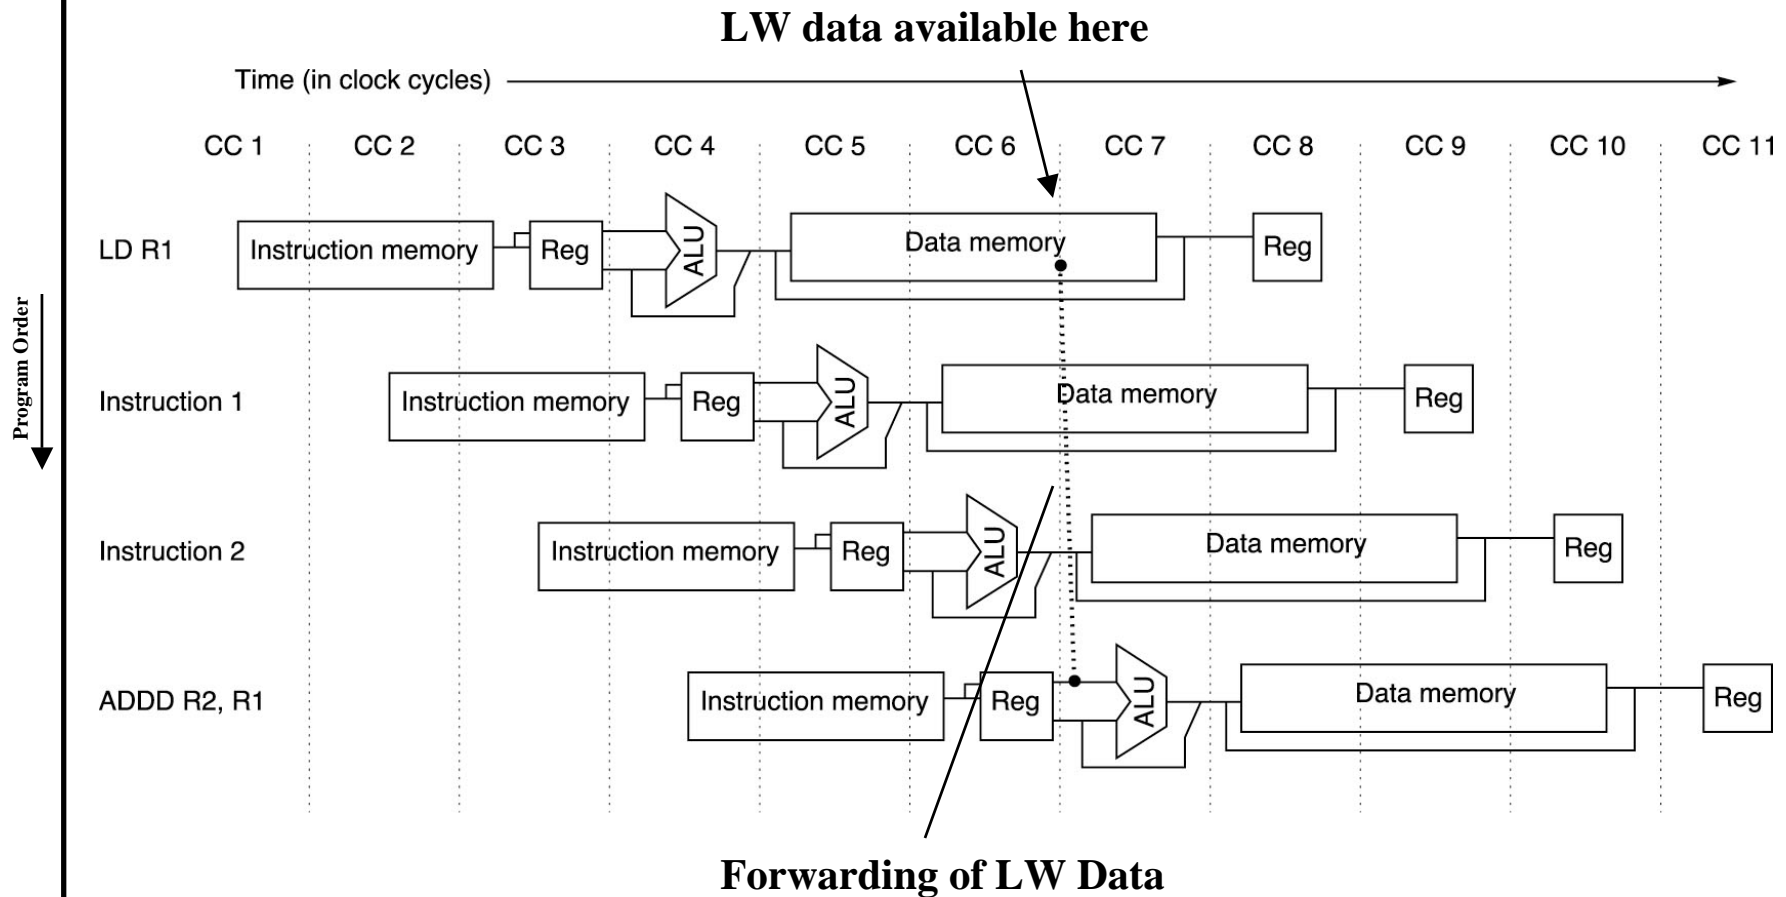 LW data available here
Time (in clock cycles)
CC 1 CC 2 CC 3 CC 4 CC 5 CC 6 CC 7 CC 8 CC 9 CC 10 CC 11
LD R1 Instruction memory Reg ALU Data memory Reg
Program Order
Instruction 1 Instruction memory Reg ALU Data memory Reg
Instruction 2 Instruction memory Reg ALU Data memory Reg
ADDD R2, R1 Instruction memory Reg ALU Data memory Reg
Forwarding of LW Data